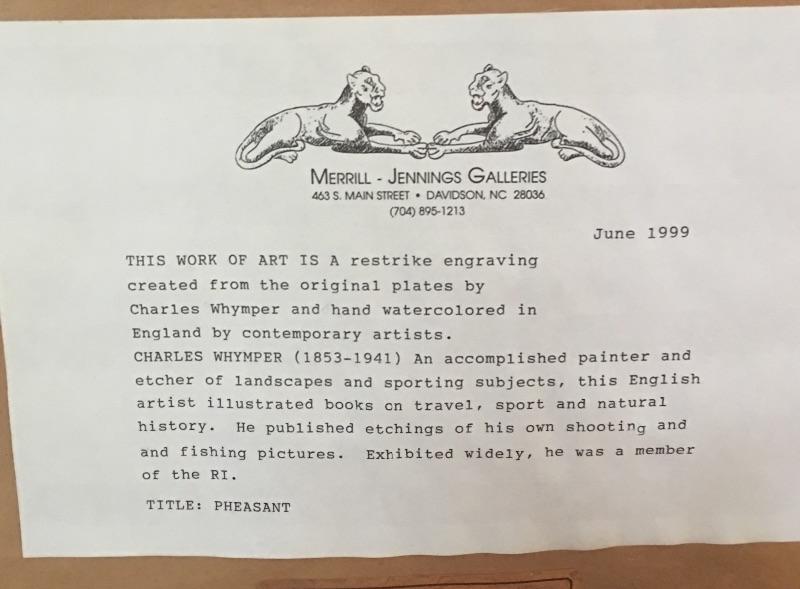 MERRILL - JENNINGS GALLERIES
463 S. MAIN STREET • DAVIDSON, NC 28036
(704) 895-1213
June 1999
THIS WORK OF ART IS A restrike engraving
created from the original plates by
Charles Whymper and hand watercolored in
England by contemporary artists.
CHARLES WHYMPER (1853-1941) An accomplished painter and
etcher of landscapes and sporting subjects, this English
artist illustrated books on travel, sport and natural
history. He published etchings of his own shooting and
and fishing pictures. Exhibited widely, he was a member
of the RI.
TITLE: PHEASANT